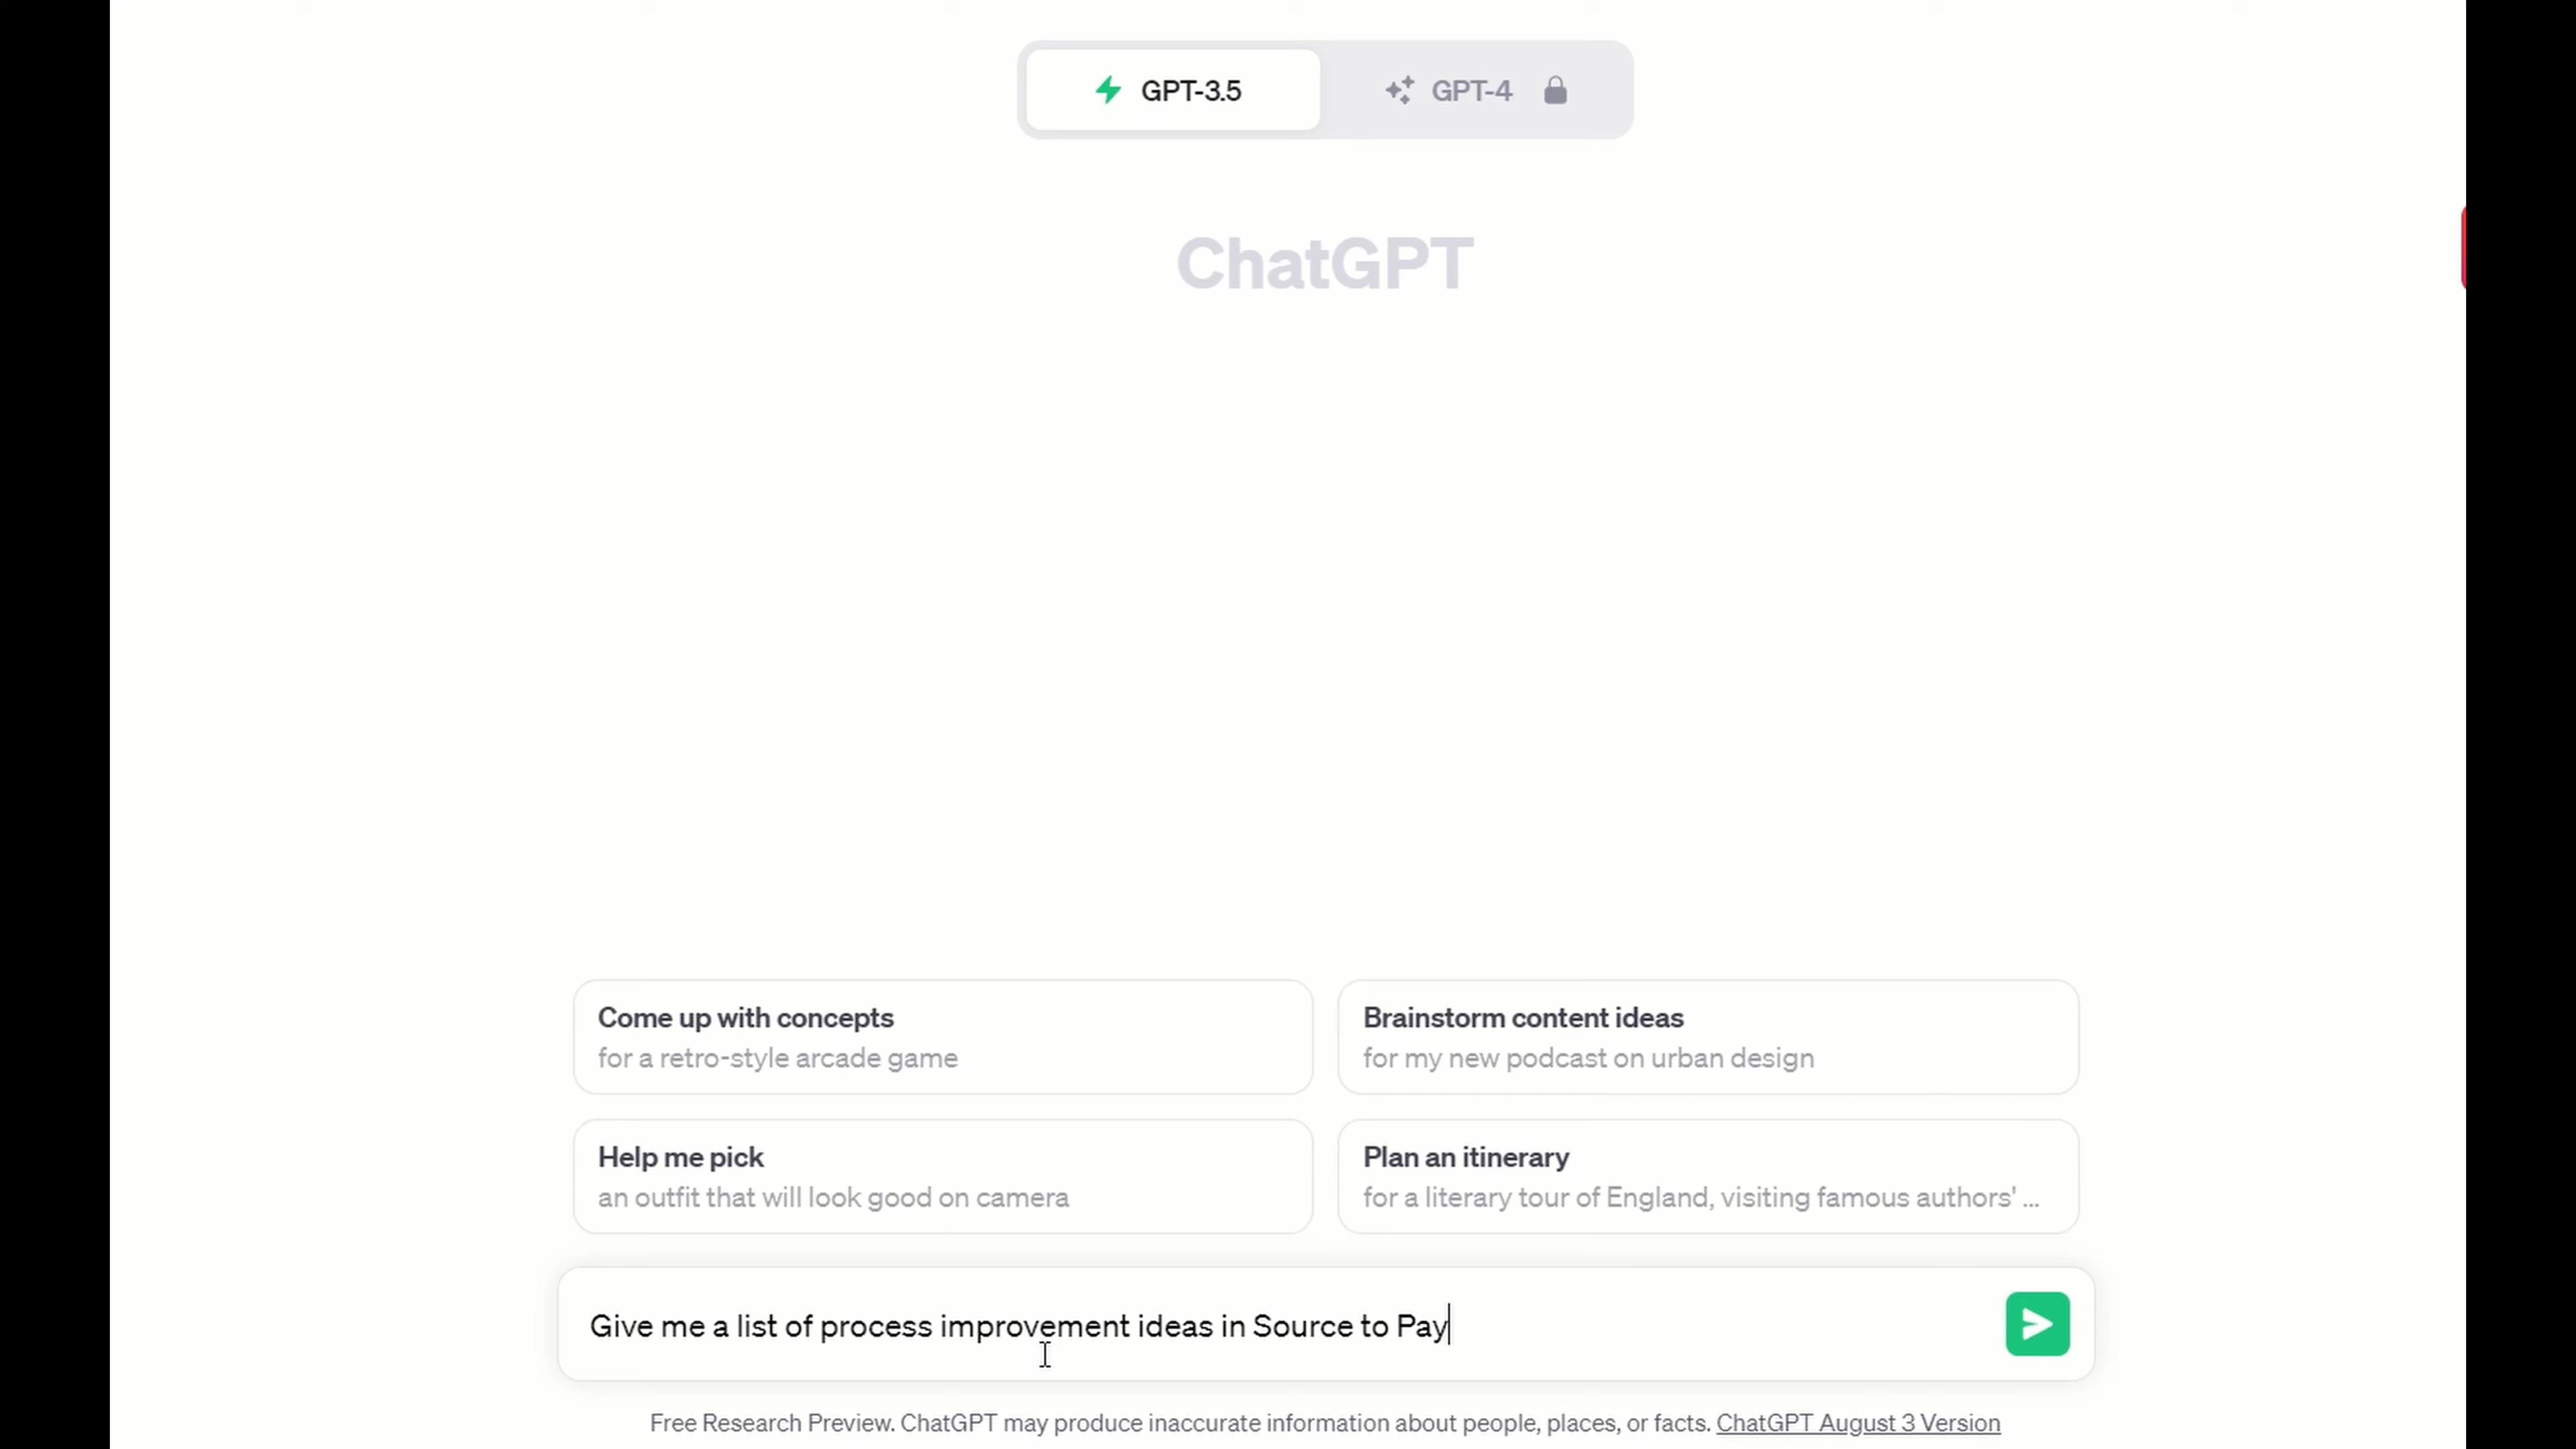 GPT-3.5
GPT-4
ChatGPT
Come up with concepts
for a retro-style arcade game
Brainstorm content ideas
for my new podcast on urban design
Help me pick
an outfit that will look good on camera
Plan an itinerary
for a literary tour of England, visiting famous authors' ...
Give me a list of process improvement ideas in Source to Pay
Free Research Preview. ChatGPT may produce inaccurate information about people, places, or facts. ChatGPT August 3 Version